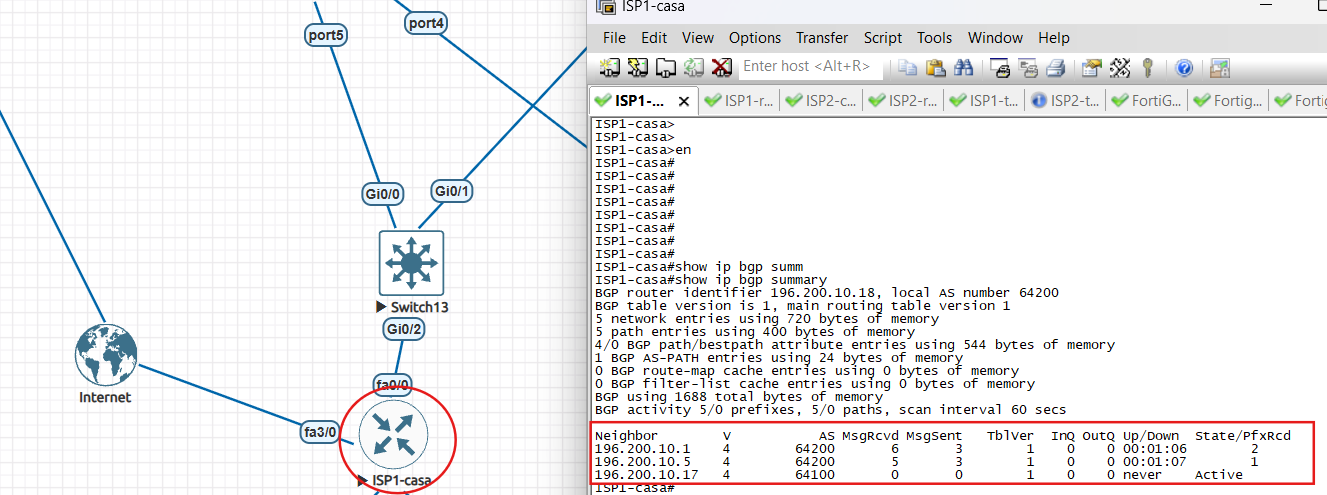 port5
port4
Gi0/0
Gi0/1
Switch13
Gi0/2
Internet
fa0/0
fa3/0
ISP1-casa
ISP1-casa
File Edit View Options Transfer Script Tools Window Help
Enter host <Alt+R>
ISP1-... ISP1-r... ISP2-c... ISP2-r... ISP1-t... ISP2-t... FortiG... Fortig... Fortig
ISP1-casa>
ISP1-casa>
ISP1-casa>en
ISP1-casa#
ISP1-casa#
ISP1-casa#
ISP1-casa#
ISP1-casa#
ISP1-casa#
ISP1-casa#
ISP1-casa#
ISP1-casa#show ip bgp summ
ISP1-casa#show ip bgp summary
BGP router identifier 196.200.10.18, local AS number 64200
BGP table version is 1, main routing table version 1
5 network entries using 720 bytes of memory
5 path entries using 400 bytes of memory
4/0 BGP path/bestpath attribute entries using 544 bytes of memory
1 BGP AS-PATH entries using 24 bytes of memory
0 BGP route-map cache entries using 0 bytes of memory
0 BGP filter-list cache entries using 0 bytes of memory
BGP using 1688 total bytes of memory
BGP activity 5/0 prefixes, 5/0 paths, scan interval 60 secs
Neighbor V AS MsgRcvd MsgSent TblVer InQ OutQ Up/Down State/PfxRcd
196.200.10.1 4 64200 6 3 1 0 0 00:01:06 2
196.200.10.5 4 64200 5 3 1 0 0 00:01:07 1
196.200.10.17 4 64100 0 0 1 0 0 never Active
ISP1-casa#